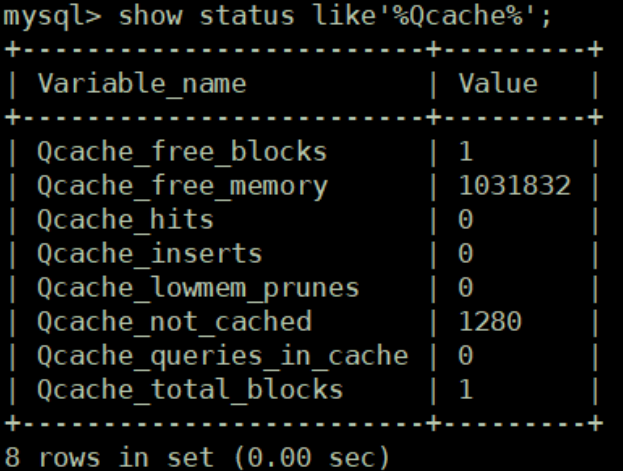 mysql> show status like'%Qcache%';
+-------------------------+---------+
| Variable_name           | Value   |
+-------------------------+---------+
| Qcache_free_blocks      | 1       |
| Qcache_free_memory      | 1031832 |
| Qcache_hits             | 0       |
| Qcache_inserts          | 0       |
| Qcache_lowmem_prunes    | 0       |
| Qcache_not_cached       | 1280    |
| Qcache_queries_in_cache | 0       |
| Qcache_total_blocks     | 1       |
+-------------------------+---------+
8 rows in set (0.00 sec)